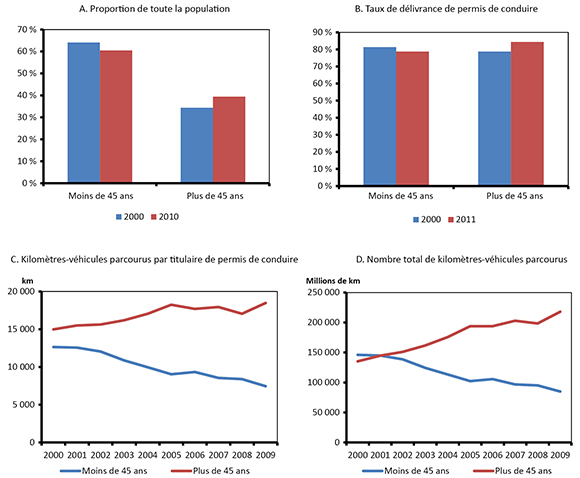 A. Proportion de toute la population
70 %
60 %
50 %
40 %
30 %
20 %
10 %
0 %
Moins de 45 ans
Plus de 45 ans
2000
2010
B. Taux de délivrance de permis de conduire
90 %
80 %
70 %
60 %
50 %
40 %
30 %
20 %
10 %
0 %
Moins de 45 ans
Plus de 45 ans
2000
2011
C. Kilomètres-véhicules parcourus par titulaire de permis de conduire
km
20 000
15 000
10 000
5 000
0
2000 2001 2002 2003 2004 2005 2006 2007 2008 2009
Moins de 45 ans
Plus de 45 ans
D. Nombre total de kilomètres-véhicules parcourus
Millions de km
250 000
200 000
150 000
100 000
50 000
0
2000 2001 2002 2003 2004 2005 2006 2007 2008 2009
Moins de 45 ans
Plus de 45 ans